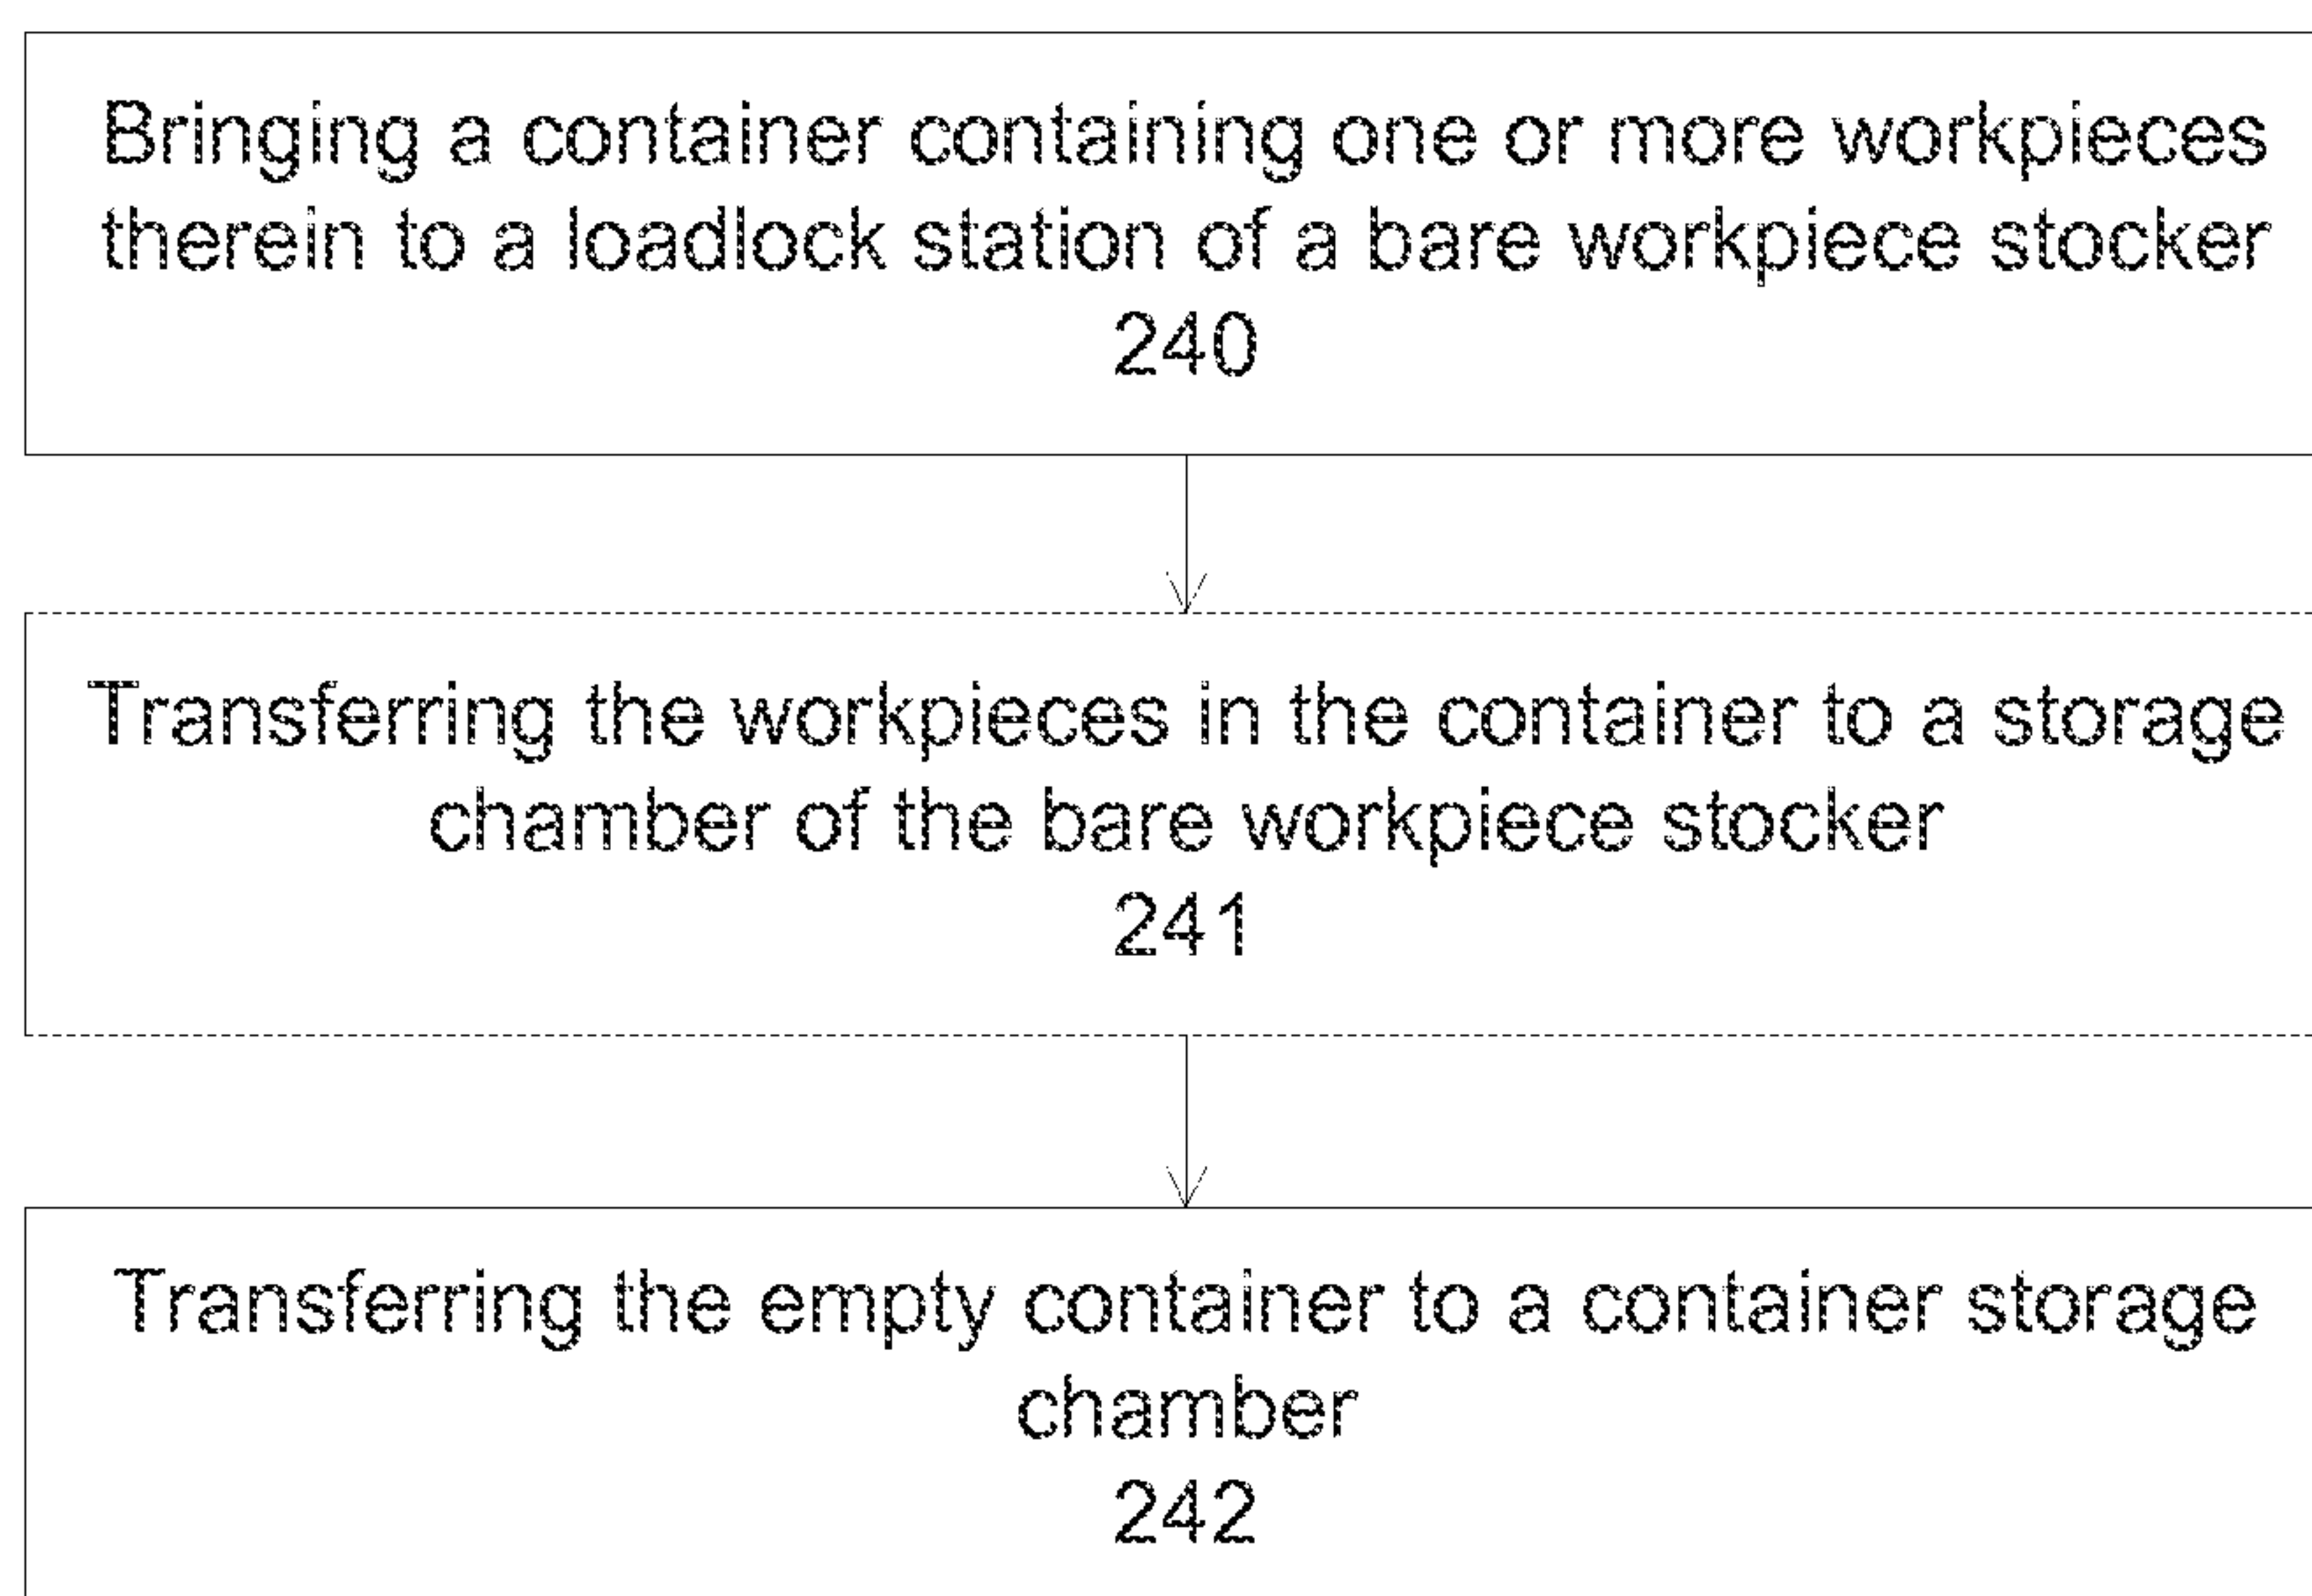 Bringing a container containing one or more workpieces
therein to a loadlock station of a bare workpiece stocker
240
Transferring the workpieces in the container to a storage
chamber of the bare workpiece stocker
241
Transferring the empty container to a container storage
chamber
242